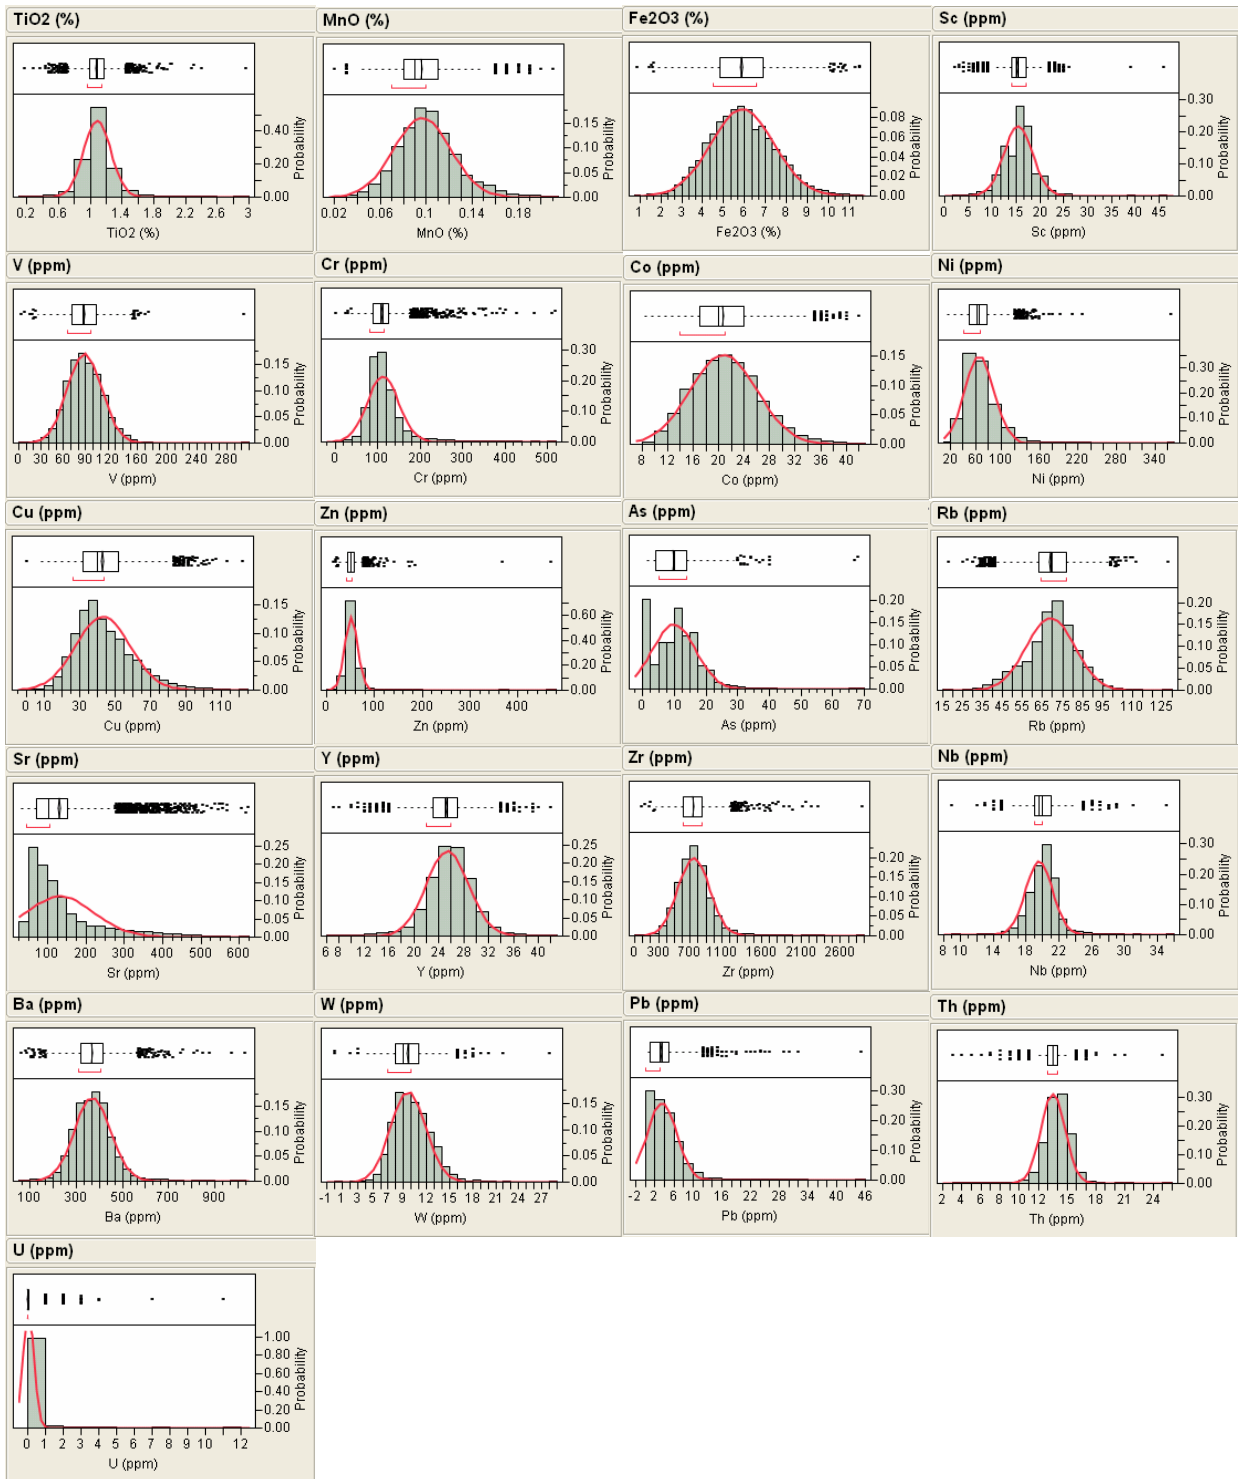 TiO2 (%)
0.40
0.20
0.00
Probability
0.2 0.6 1 1.4 1.8 2.2 2.6 3
TiO2 (%)
MnO (%)
0.15
0.10
0.05
0.00
Probability
0.02 0.06 0.1 0.14 0.18
MnO (%)
Fe2O3 (%)
0.08
0.06
0.04
0.02
0.00
Probability
1 2 3 4 5 6 7 8 10 11
Fe2O3 (%)
Sc (ppm)
0.30
0.20
0.10
0.00
Probability
0 5 10 15 20 25 30 35 40 45
Sc (ppm)
V (ppm)
0.15
0.10
0.05
0.00
Probability
0 30 60 90 120 160 200 240 280
V (ppm)
Cr (ppm)
0.30
0.20
0.10
0.00
Probability
0 100 200 300 400 500
Cr (ppm)
Co (ppm)
0.15
0.10
0.05
0.00
Probability
8 12 16 20 24 28 32 36 40
Co (ppm)
Ni (ppm)
0.30
0.20
0.10
0.00
Probability
20 60 100 160 220 280 340
Ni (ppm)
Cu (ppm)
0.15
0.10
0.05
0.00
Probability
0 10 30 50 70 90 110
Cu (ppm)
Zn (ppm)
0.60
0.40
0.20
0.00
Probability
0 100 200 300 400
Zn (ppm)
As (ppm)
0.20
0.15
0.10
0.05
0.00
Probability
0 10 20 30 40 50 60 70
As (ppm)
Rb (ppm)
0.20
0.15
0.10
0.05
0.00
Probability
15 25 35 45 55 65 75 85 95 110 125
Rb (ppm)
Sr (ppm)
0.25
0.20
0.15
0.10
0.05
0.00
Probability
100 200 300 400 500 600
Sr (ppm)
Y (ppm)
0.25
0.20
0.15
0.10
0.05
0.00
Probability
6 8 12 16 20 24 28 32 36 40
Y (ppm)
Zr (ppm)
0.20
0.15
0.10
0.05
0.00
Probability
0 300 700 1100 1600 2100 2600
Zr (ppm)
Nb (ppm)
0.30
0.20
0.10
0.00
Probability
8 10 14 18 22 26 30 34
Nb (ppm)
Ba (ppm)
0.15
0.10
0.05
0.00
Probability
100 300 500 700 900
Ba (ppm)
W (ppm)
0.15
0.10
0.05
0.00
Probability
-1 1 3 5 7 9 12 15 18 21 24 27
W (ppm)
Pb (ppm)
0.30
0.20
0.10
0.00
Probability
-2 2 6 10 16 22 28 34 40 46
Pb (ppm)
Th (ppm)
0.30
0.20
0.10
0.00
Probability
2 4 6 8 10 12 15 18 21 24
Th (ppm)
U (ppm)
1.00
0.80
0.60
0.40
0.20
0.00
Probability
0 1 2 3 4 5 6 7 8 9 10 12
U (ppm)